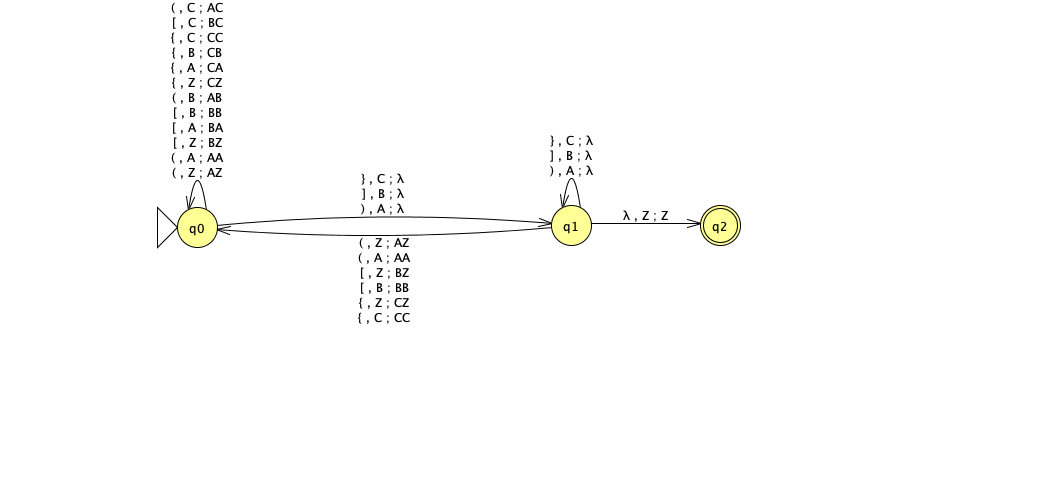 ( , C ; AC
[ , C ; BC
{ , C ; CC
{ , B ; CB
{ , A ; CA
{ , Z ; CZ
( , B ; AB
[ , B ; BB
[ , A ; BA
[ , Z ; BZ
( , A ; AA
( , Z ; AZ
} , C ; λ
] , B ; λ
) , A ; λ
} , C ; λ
] , B ; λ
) , A ; λ
λ , Z ; Z
q0
q1
q2
( , Z ; AZ
( , A ; AA
[ , Z ; BZ
[ , B ; BB
{ , Z ; CZ
{ , C ; CC